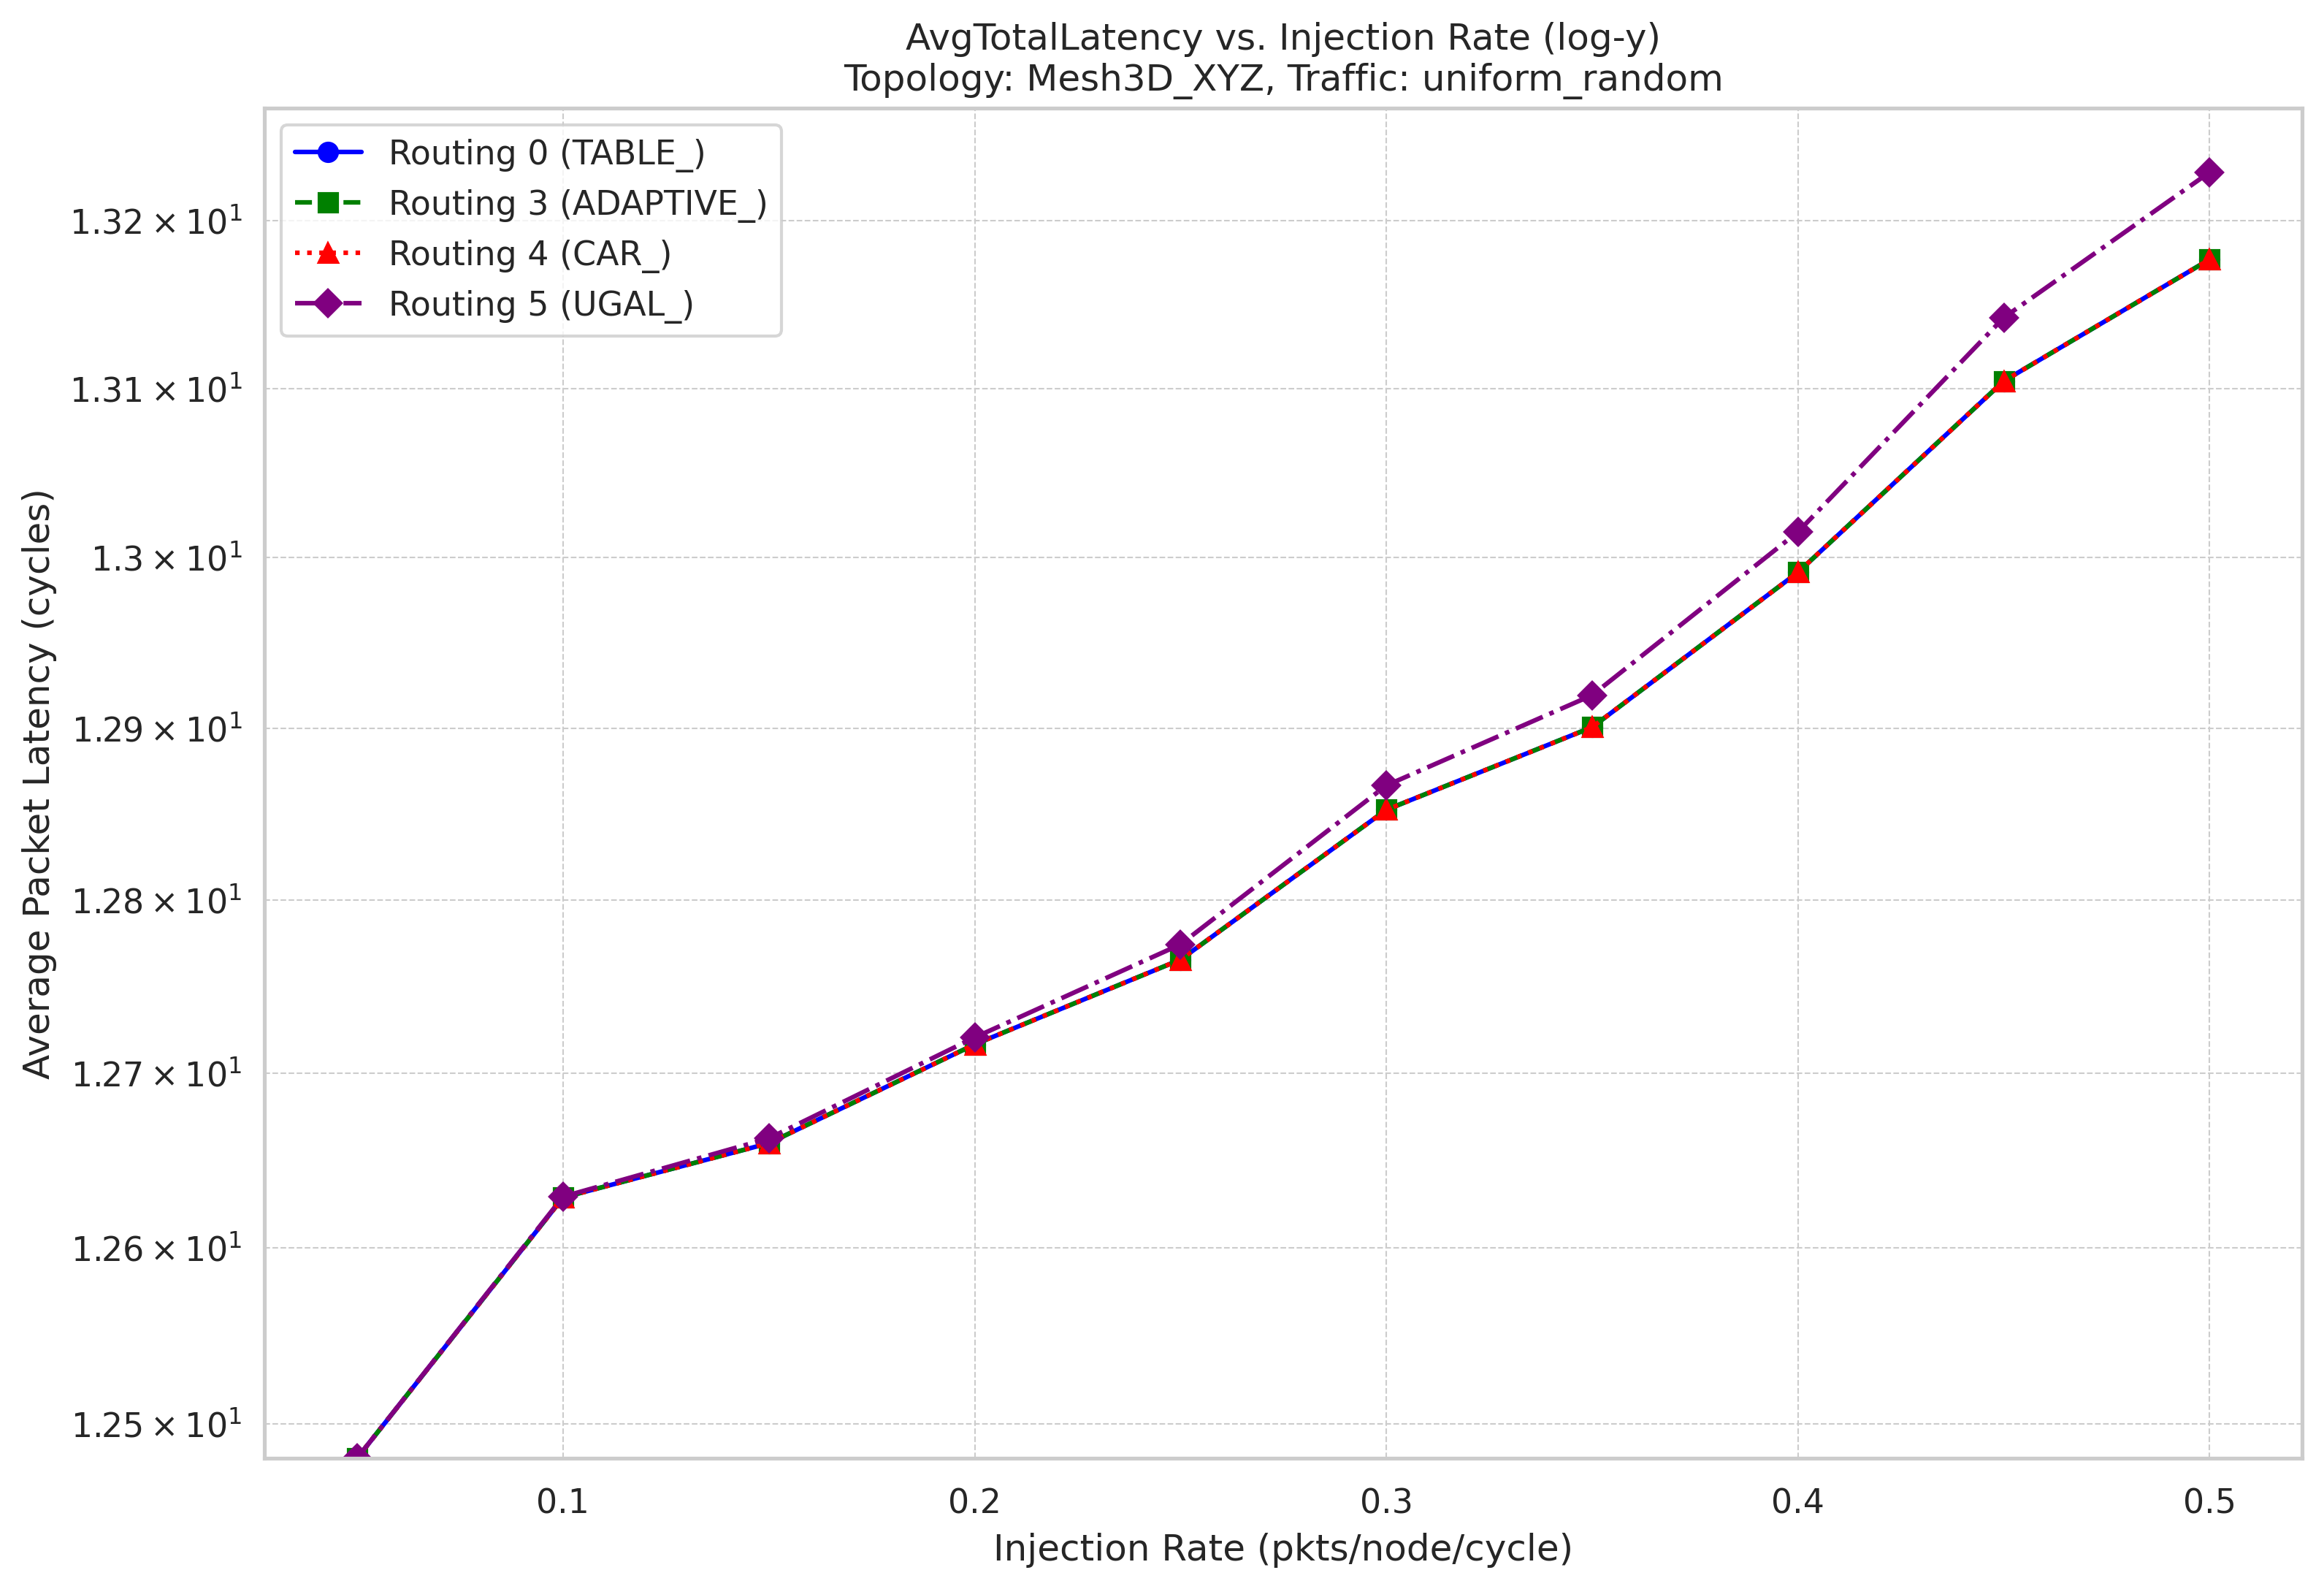 AvgTotalLatency vs. Injection Rate (log-y)
Topology: Mesh3D_XYZ, Traffic: uniform_random
Routing 0 (TABLE_)
Routing 3 (ADAPTIVE_)
Routing 4 (CAR_)
Routing 5 (UGAL_)
Average Packet Latency (cycles)
1.32 × 10¹
1.31 × 10¹
1.3 × 10¹
1.29 × 10¹
1.28 × 10¹
1.27 × 10¹
1.26 × 10¹
1.25 × 10¹
0.1 0.2 0.3 0.4 0.5
Injection Rate (pkts/node/cycle)